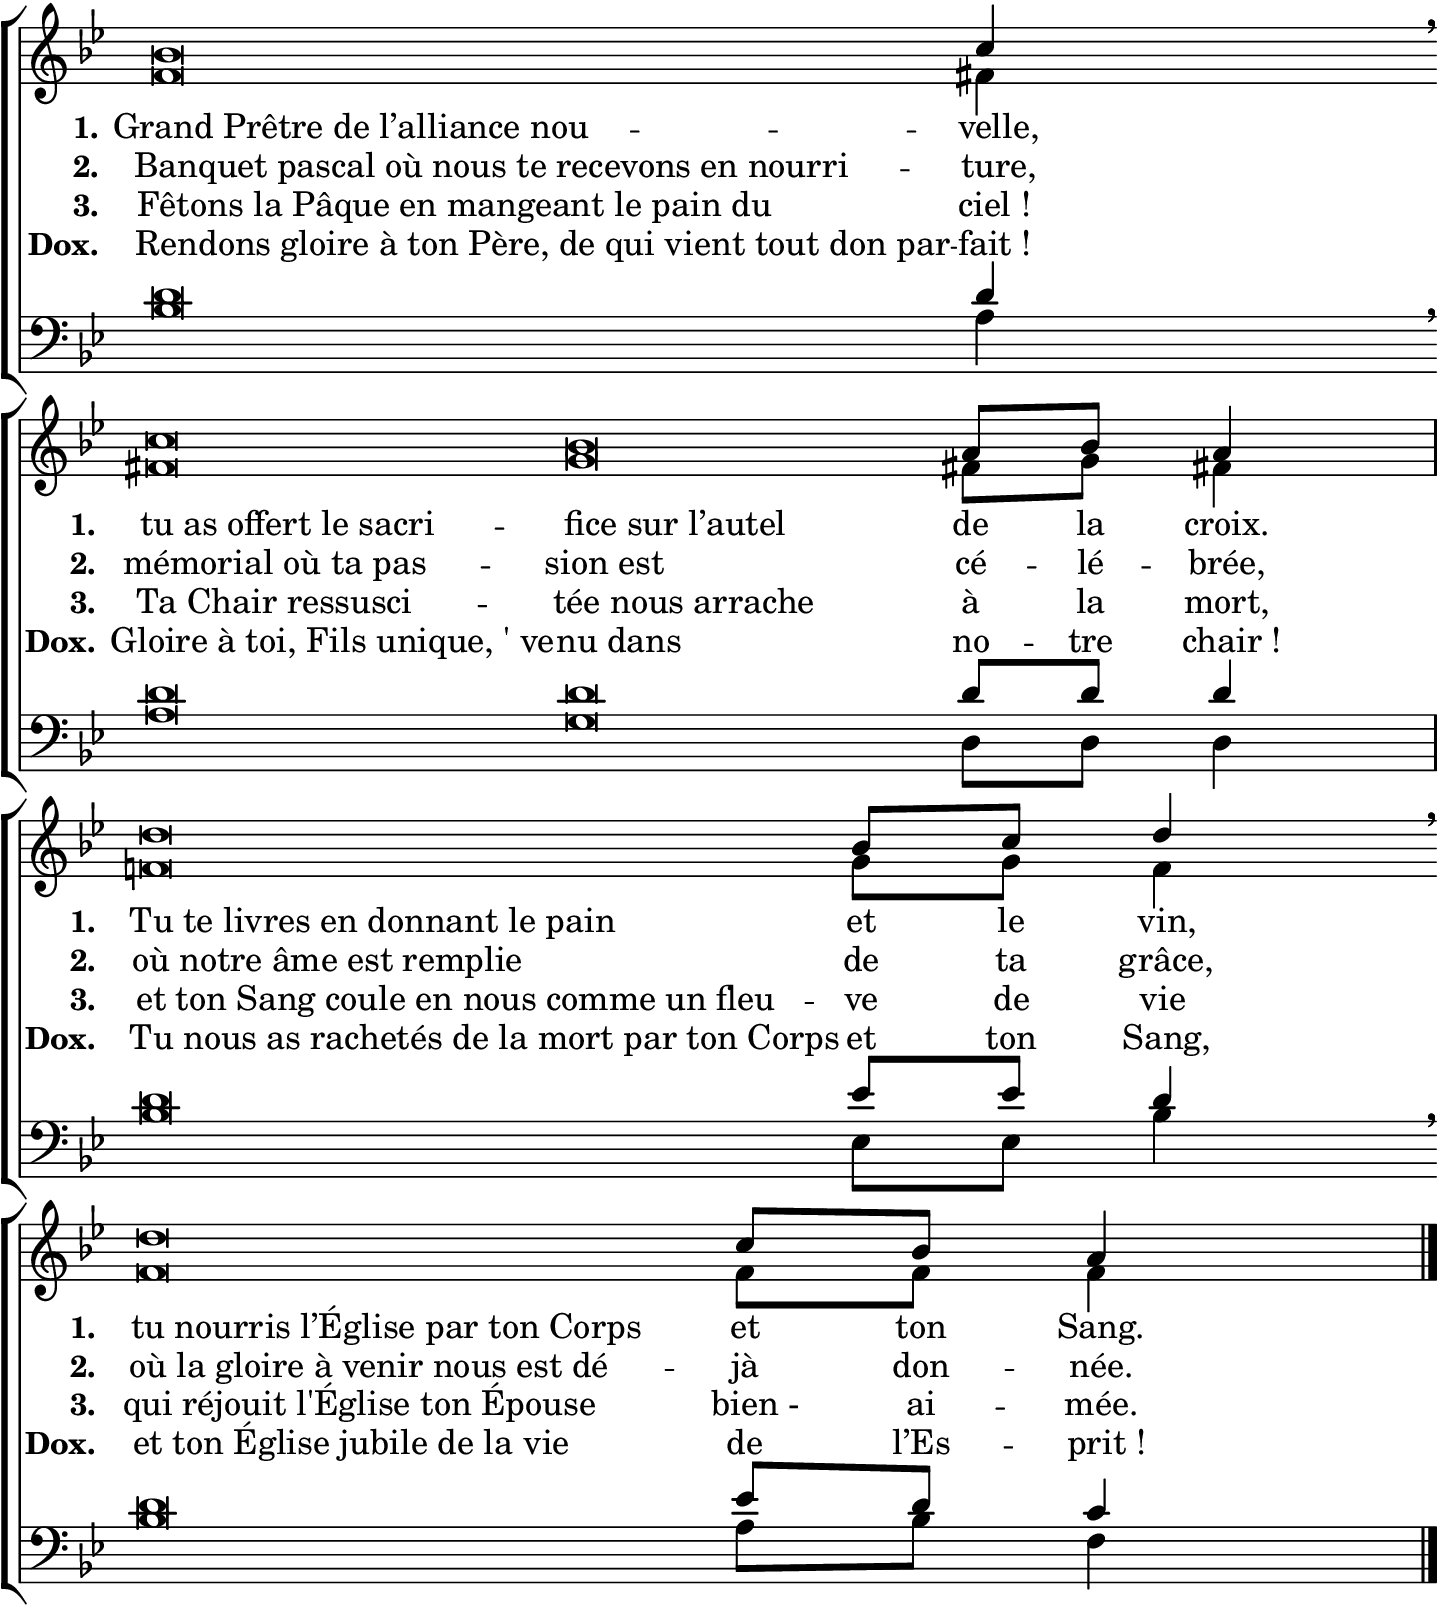 1. Grand Prêtre de l’alliance nou - - - velle,
2. Banquet pascal où nous te recevons en nourri - ture,
3. Fêtons la Pâque en mangeant le pain du ciel !
Dox. Rendons gloire à ton Père, de qui vient tout don par-fait !
1. tu as offert le sacri - fice sur l’autel de la croix.
2. mémorial où ta pas - sion est cé - lé - brée,
3. Ta Chair ressusci - tée nous arrache à la mort,
Dox. Gloire à toi, Fils unique, ' venu dans no - tre chair !
1. Tu te livres en donnant le pain et le vin,
2. où notre âme est remplie de ta grâce,
3. et ton Sang coule en nous comme un fleu - ve de vie
Dox. Tu nous as rachetés de la mort par ton Corps et ton Sang,
1. tu nourris l’Église par ton Corps et ton Sang.
2. où la gloire à venir nous est dé - jà don - née.
3. qui réjouit l'Église ton Épouse bien - ai - mée.
Dox. et ton Église jubile de la vie de l’Es - prit !